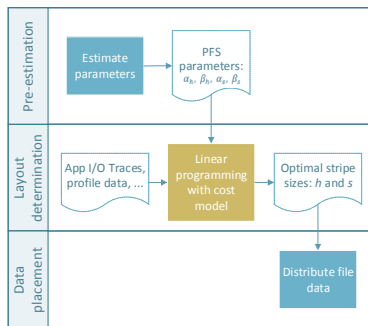 Pre-estimation
Estimate
parameters
PFS
parameters:
αh, βh, αs, βs
Layout
determination
App I/O Traces,
profile data, ...
Linear
programming
with cost
model
Optimal stripe
sizes: h and s
Data
placement
Distribute file
data